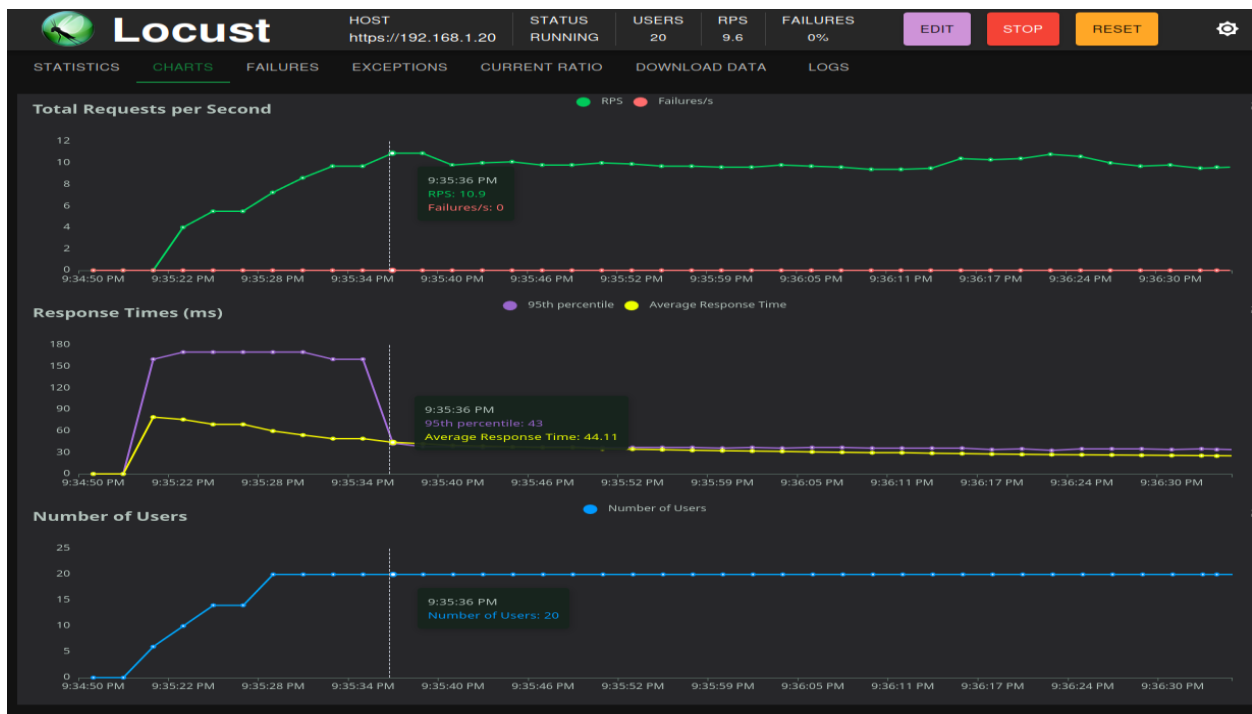 Locust
HOST
https://192.168.1.20
STATUS
RUNNING
USERS
20
RPS
9.6
FAILURES
0%
EDIT
STOP
RESET
STATISTICS CHARTS FAILURES EXCEPTIONS CURRENT RATIO DOWNLOAD DATA LOGS
Total Requests per Second
RPS Failures/s
12
10
8
6
4
2
0
9:35:36 PM
RPS: 10.9
Failures/s: 0
9:34:50 PM 9:35:22 PM 9:35:28 PM 9:35:34 PM 9:35:40 PM 9:35:46 PM 9:35:52 PM 9:35:59 PM 9:36:05 PM 9:36:11 PM 9:36:17 PM 9:36:24 PM 9:36:30 PM
Response Times (ms)
95th percentile Average Response Time
180
150
120
90
60
30
0
9:35:36 PM
95th percentile: 43
Average Response Time: 44.11
9:34:50 PM 9:35:22 PM 9:35:28 PM 9:35:34 PM 9:35:40 PM 9:35:46 PM 9:35:52 PM 9:35:59 PM 9:36:05 PM 9:36:11 PM 9:36:17 PM 9:36:24 PM 9:36:30 PM
Number of Users
Number of Users
25
20
15
10
5
0
9:35:36 PM
Number of Users: 20
9:34:50 PM 9:35:22 PM 9:35:28 PM 9:35:34 PM 9:35:40 PM 9:35:46 PM 9:35:52 PM 9:35:59 PM 9:36:05 PM 9:36:11 PM 9:36:17 PM 9:36:24 PM 9:36:30 PM